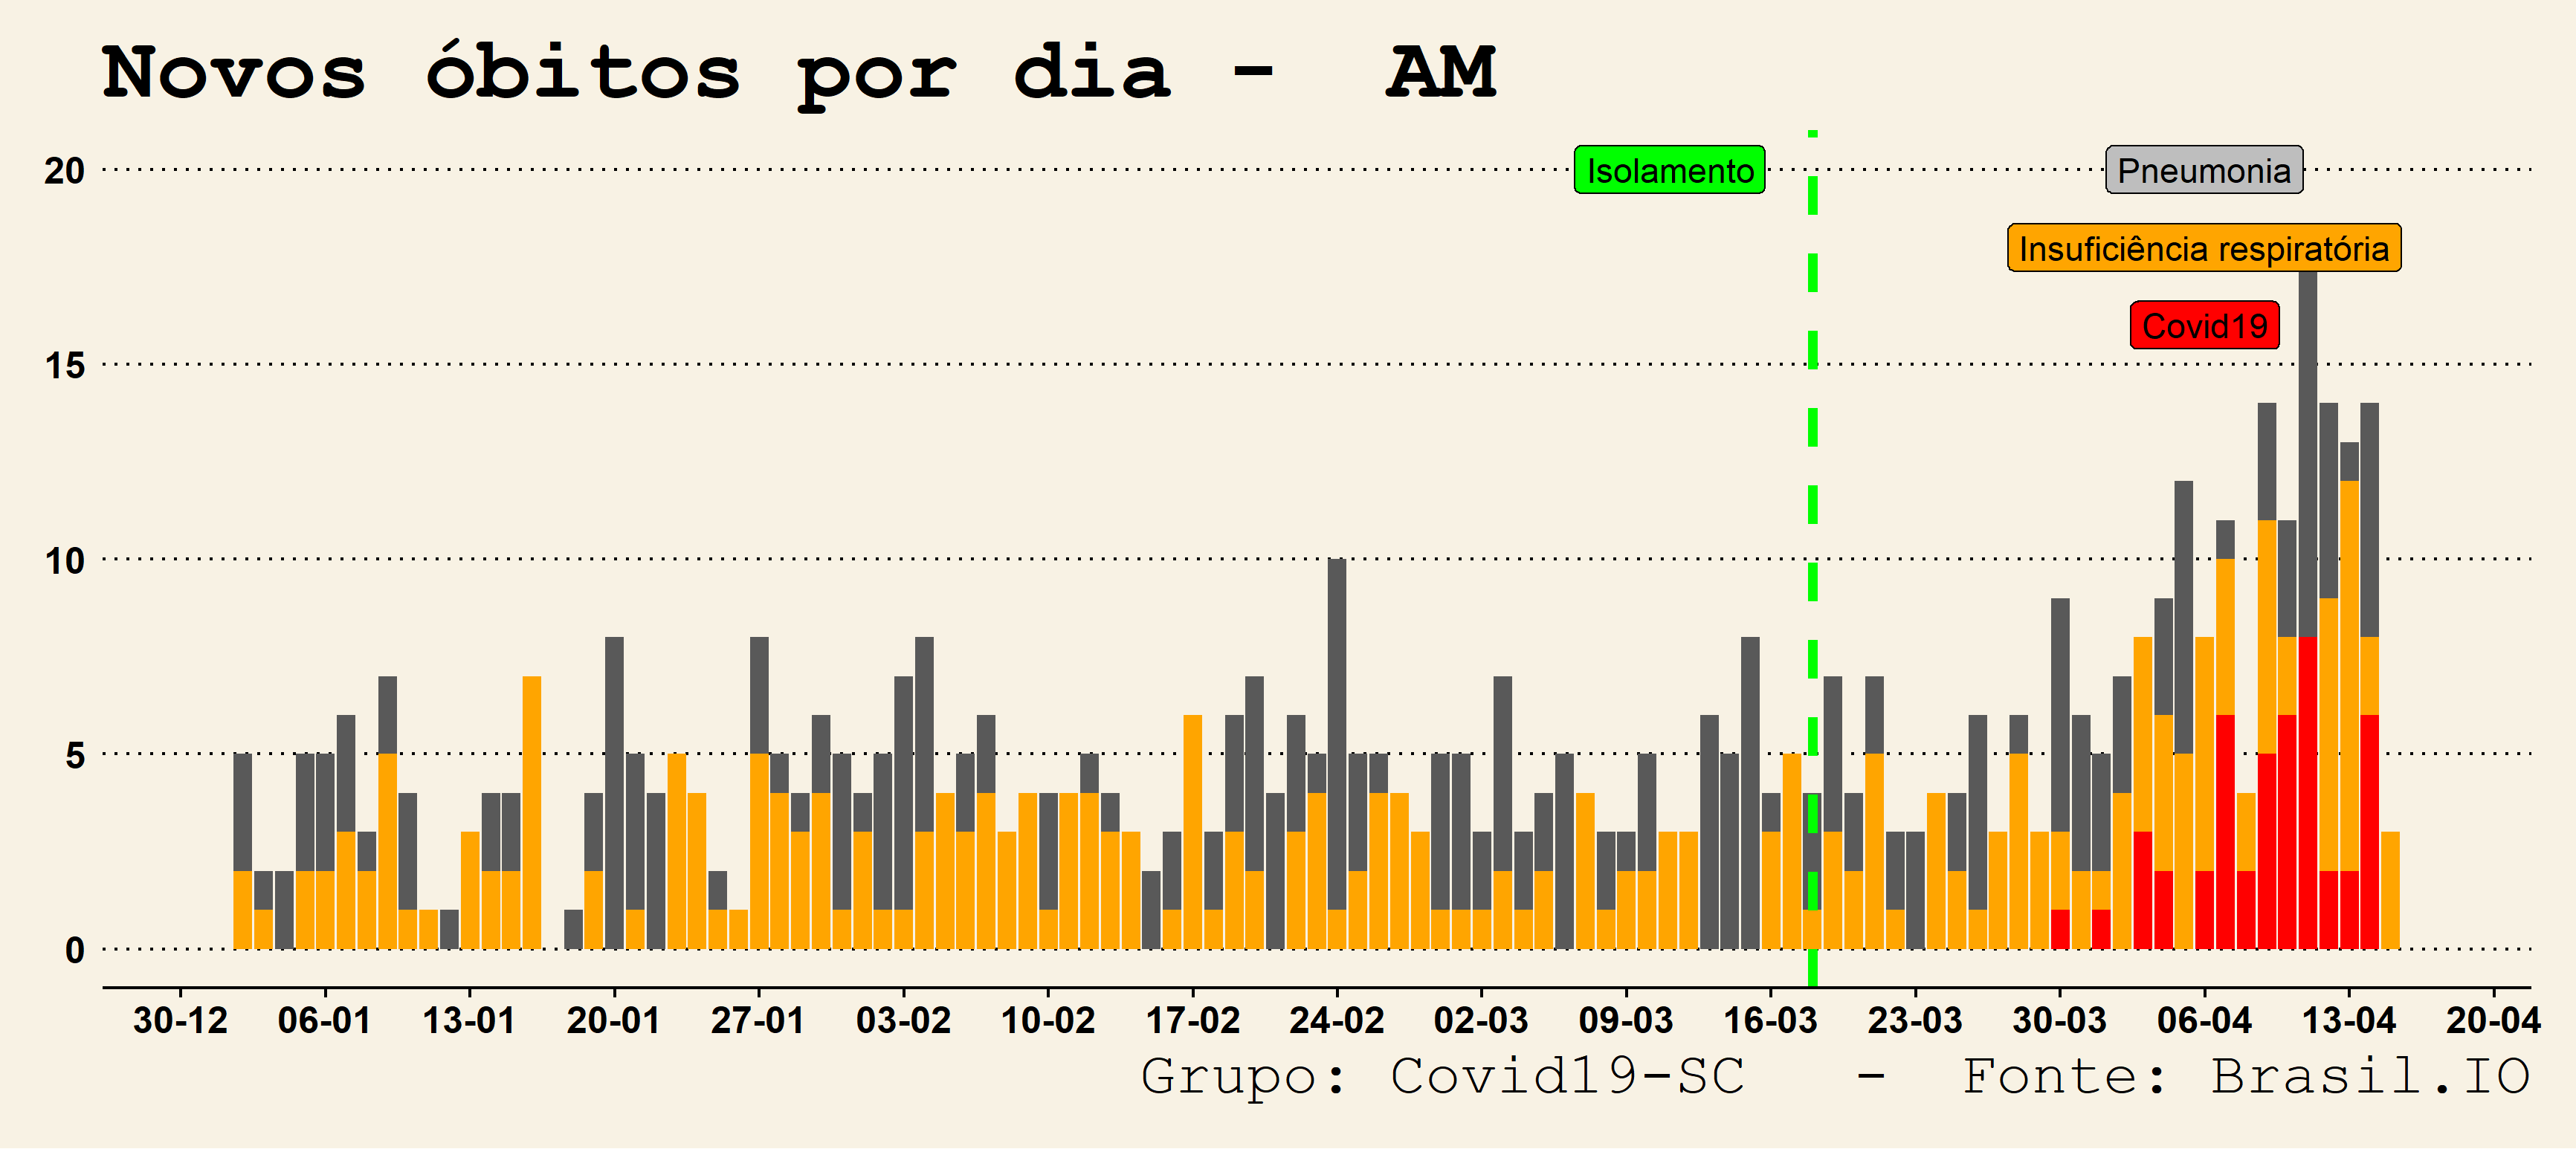 Novos óbitos por dia - AM
20
Isolamento
Pneumonia
Insuficiência respiratória
Covid19
15
10
5
0
30-12 06-01 13-01 20-01 27-01 03-02 10-02 17-02 24-02 02-03 09-03 16-03 23-03 30-03 06-04 13-04 20-04
Grupo: Covid19-SC - Fonte: Brasil.IO